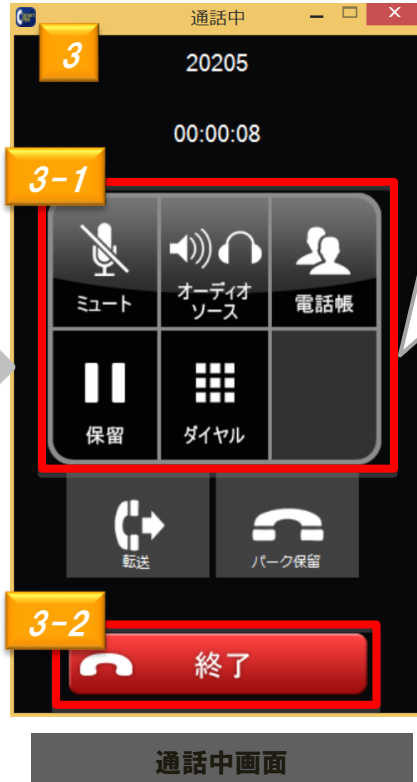 通話中
3
20205
00:00:08
3-1
ミュート
オーディオ
ソース
電話帳
保留
ダイヤル
転送
パーク保留
3-2
終了
通話中画面